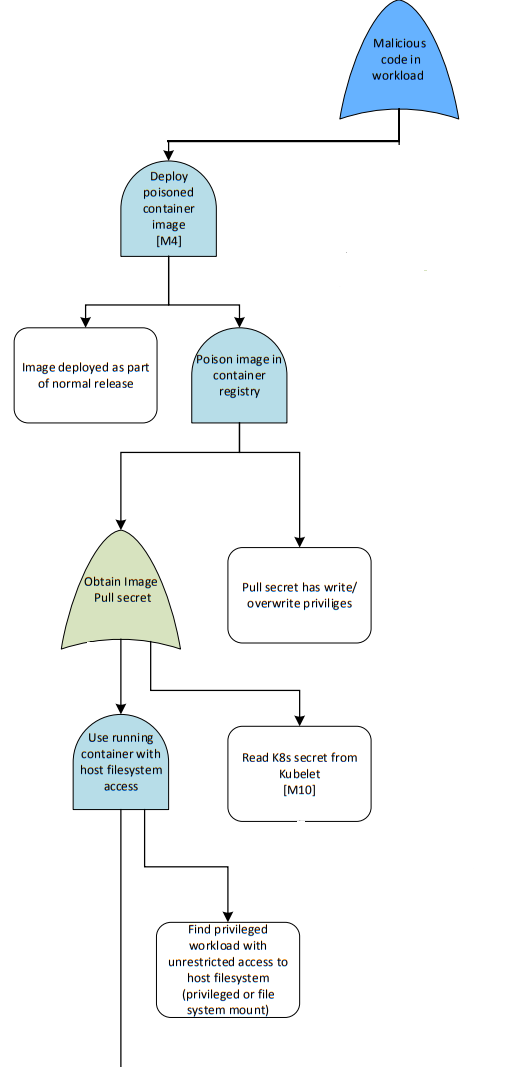 Malicious
code in
workload
Deploy
poisoned
container
image
[M4]
Image deployed as part
of normal release
Poison image in
container
registry
Obtain Image
Pull secret
Pull secret has write/
overwrite priviliges
Use running
container with
host filesystem
access
Read K8s secret from
Kubelet
[M10]
Find privileged
workload with
unrestricted access to
host filesystem
(privileged or file
system mount)